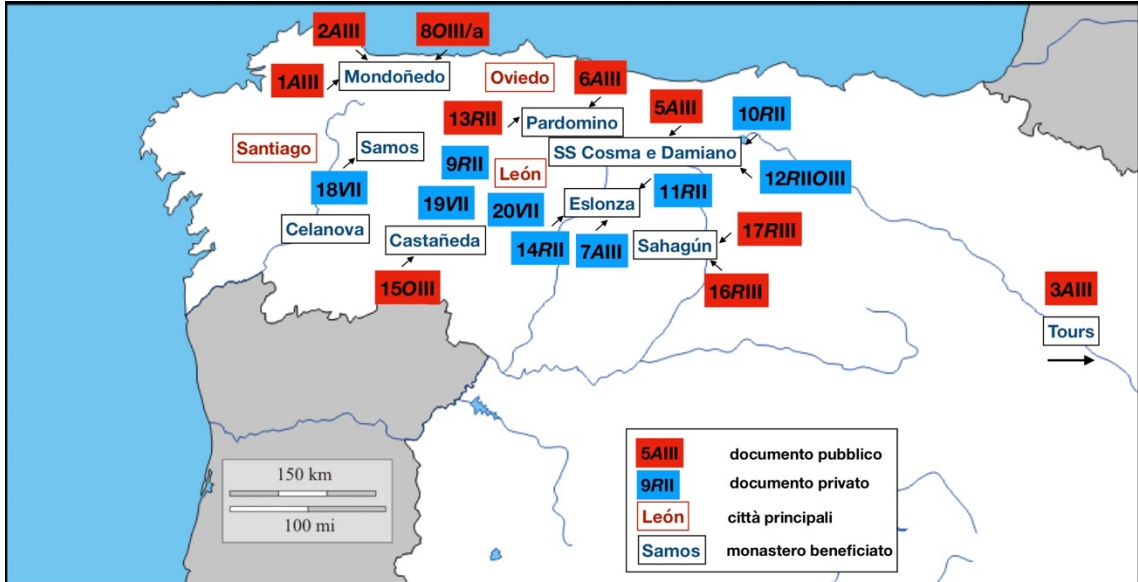 2AIII
8OIII/a
1AIII
Mondoñedo
Oviedo
6AIII
13RII
Pardomino
5AIII
10RII
Santiago
Samos
9RII
León
SS Cosma e Damiano
12RIIOIII
18VII
19VII
20VII
Eslonza
11RII
Celanova
Castañeda
14RII
7AIII
Sahagún
17RIII
15OIII
16RIII
3AIII
Tours
150 km
100 mi
5AIII documento pubblico
9RII documento privato
León città principali
Samos monastero beneficiato